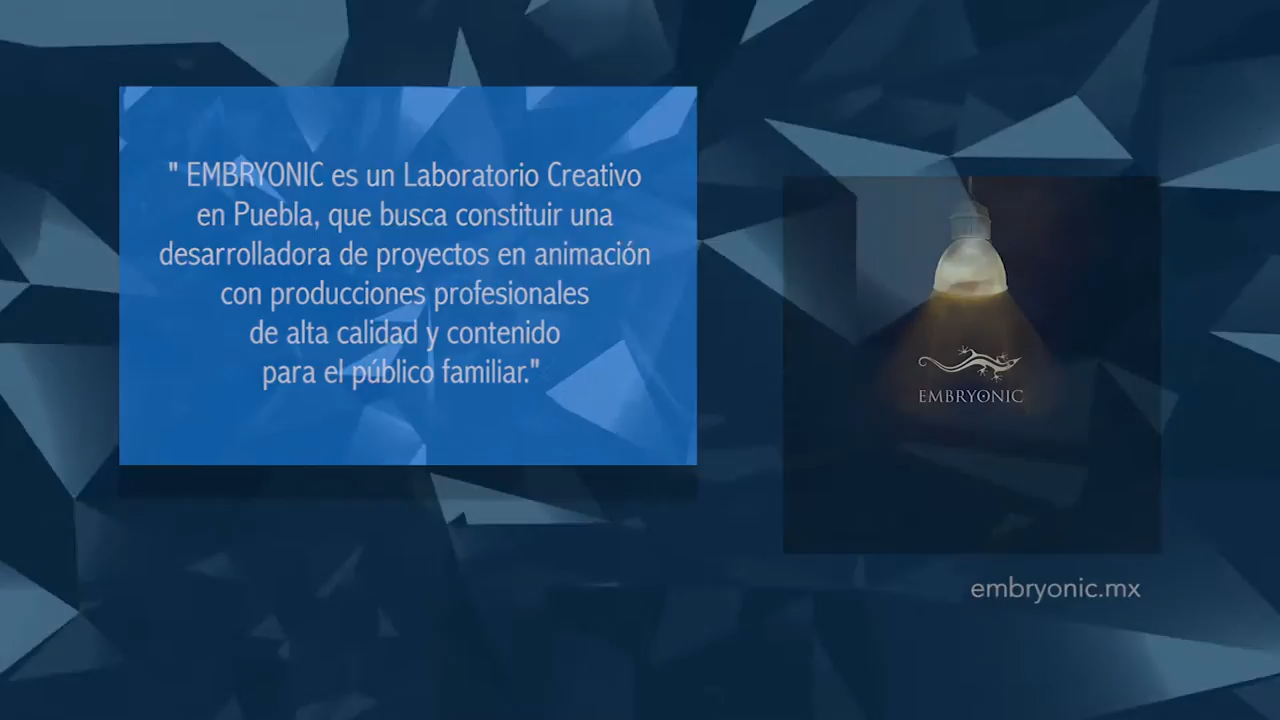 " EMBRYONIC es un Laboratorio Creativo
en Puebla, que busca constituir una
desarrolladora de proyectos en animación
con producciones profesionales
de alta calidad y contenido
para el público familiar."
EMBRYONIC
embryonic.mx